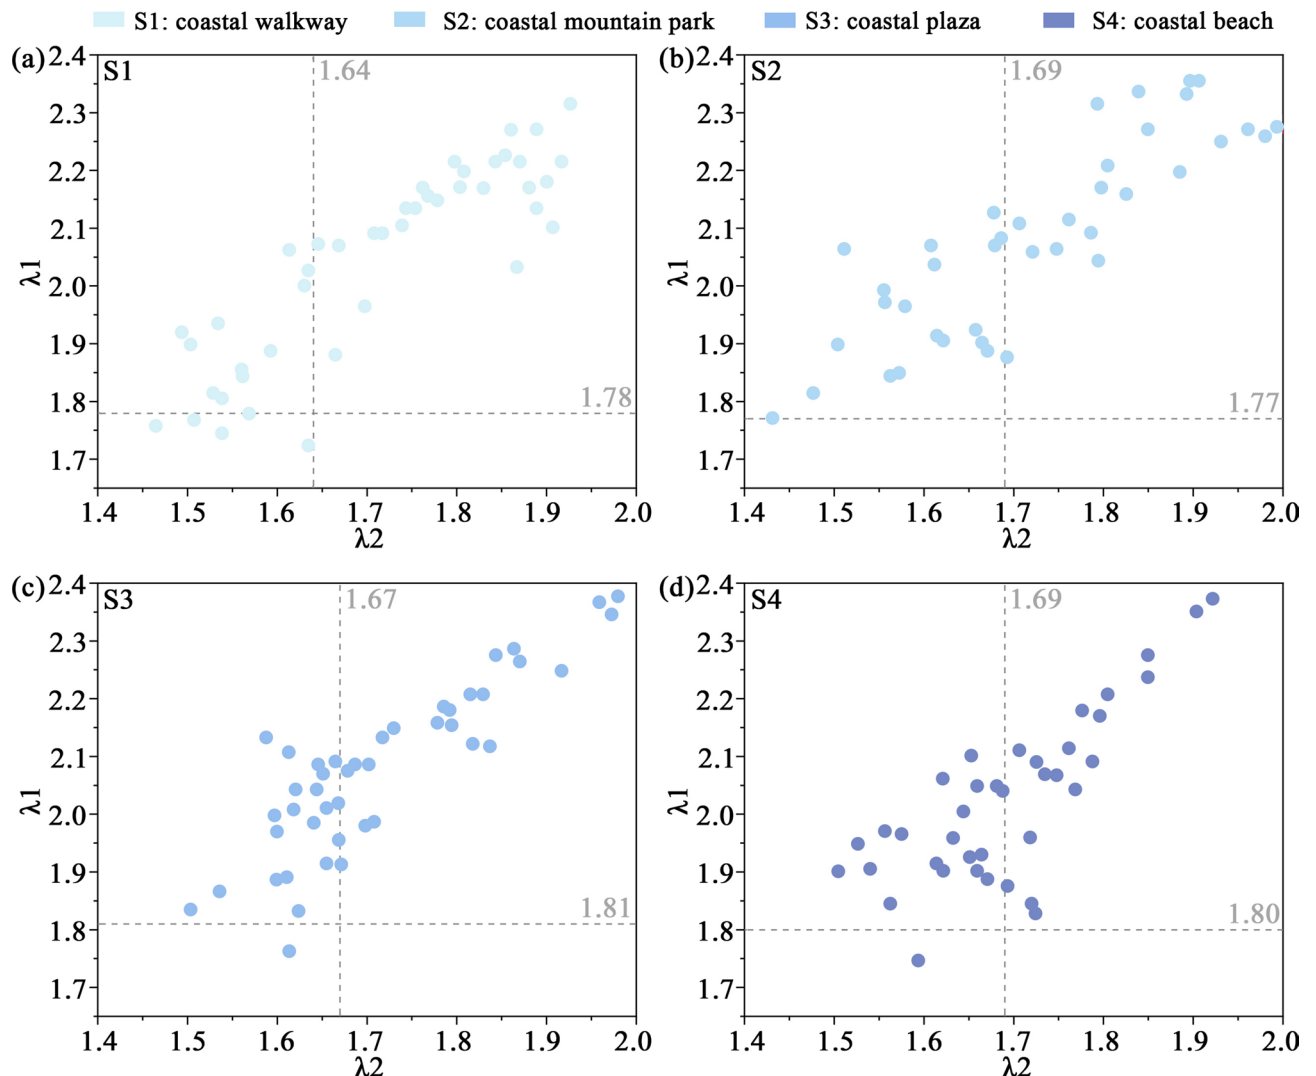 S1: coastal walkway S2: coastal mountain park S3: coastal plaza S4: coastal beach
(a) S1 1.64
2.4
2.3
2.2
2.1
2.0
1.9
1.8
1.7
λ1
1.78
1.4 1.5 1.6 1.7 1.8 1.9 2.0
λ2
(b) S2 1.69
2.4
2.3
2.2
2.1
2.0
1.9
1.8
1.7
λ1
1.77
1.4 1.5 1.6 1.7 1.8 1.9 2.0
λ2
(c) S3 1.67
2.4
2.3
2.2
2.1
2.0
1.9
1.8
1.7
λ1
1.81
1.4 1.5 1.6 1.7 1.8 1.9 2.0
λ2
(d) S4 1.69
2.4
2.3
2.2
2.1
2.0
1.9
1.8
1.7
λ1
1.80
1.4 1.5 1.6 1.7 1.8 1.9 2.0
λ2